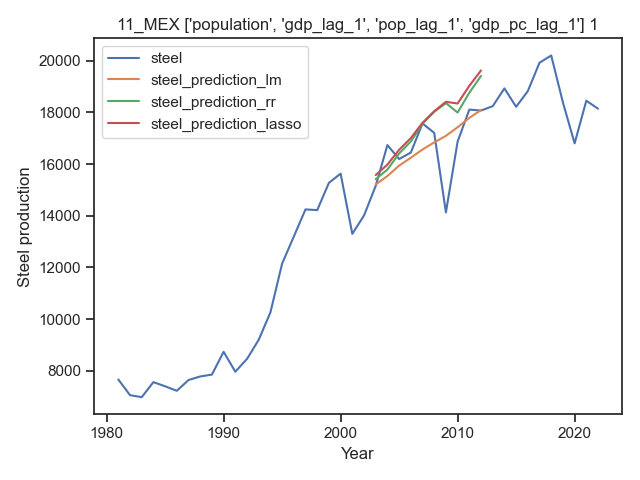 11_MEX ['population', 'gdp_lag_1', 'pop_lag_1', 'gdp_pc_lag_1'] 1
steel
steel_prediction_lm
steel_prediction_rr
steel_prediction_lasso
Steel production
20000
18000
16000
14000
12000
10000
8000
1980
1990
2000
2010
2020
Year